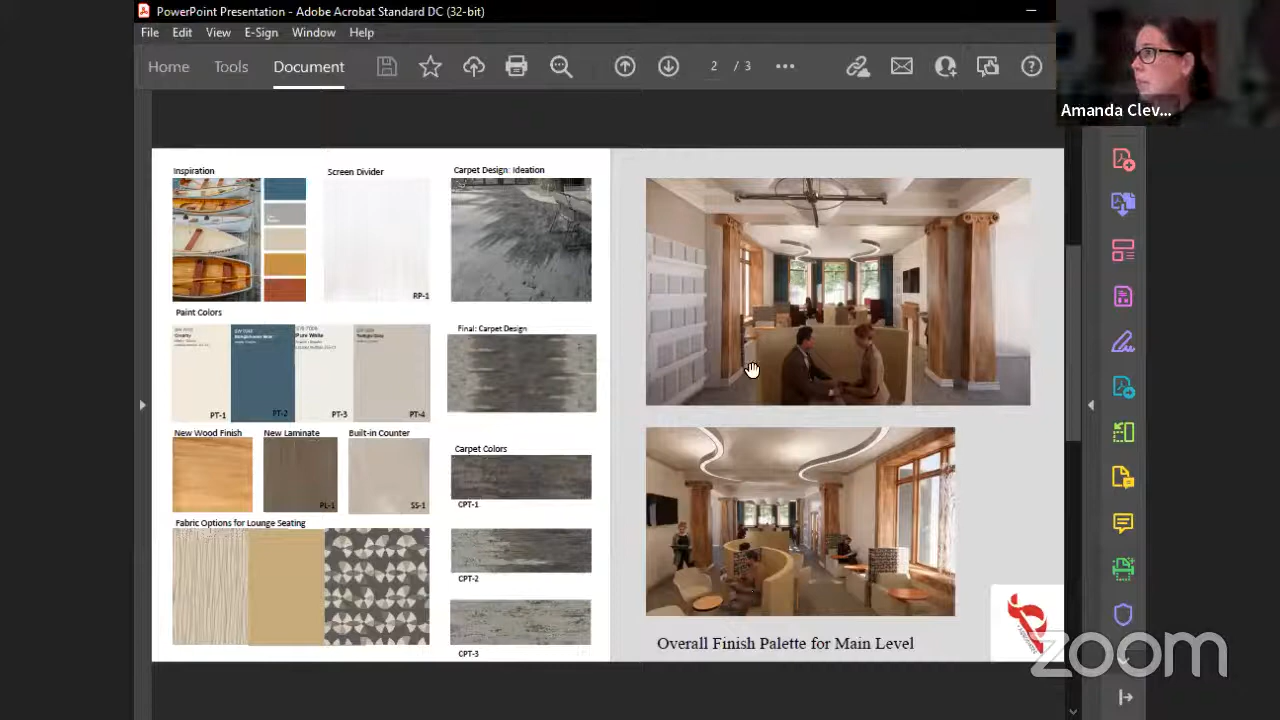 PowerPoint Presentation - Adobe Acrobat Standard DC (32-bit)
File Edit View E-Sign Window Help
Home Tools Document 2 / 3
Amanda Clev...
Inspiration
Screen Divider
Carpet Design: Ideation
RP-1
Paint Colors
Final: Carpet Design
Pure White
PT-1
PT-2
PT-3
PT-4
New Wood Finish
New Laminate
Built-in Counter
Carpet Colors
PL-1
SS-1
CPT-1
Fabric Options for Lounge Seating
CPT-2
CPT-3
Overall Finish Palette for Main Level
zoom